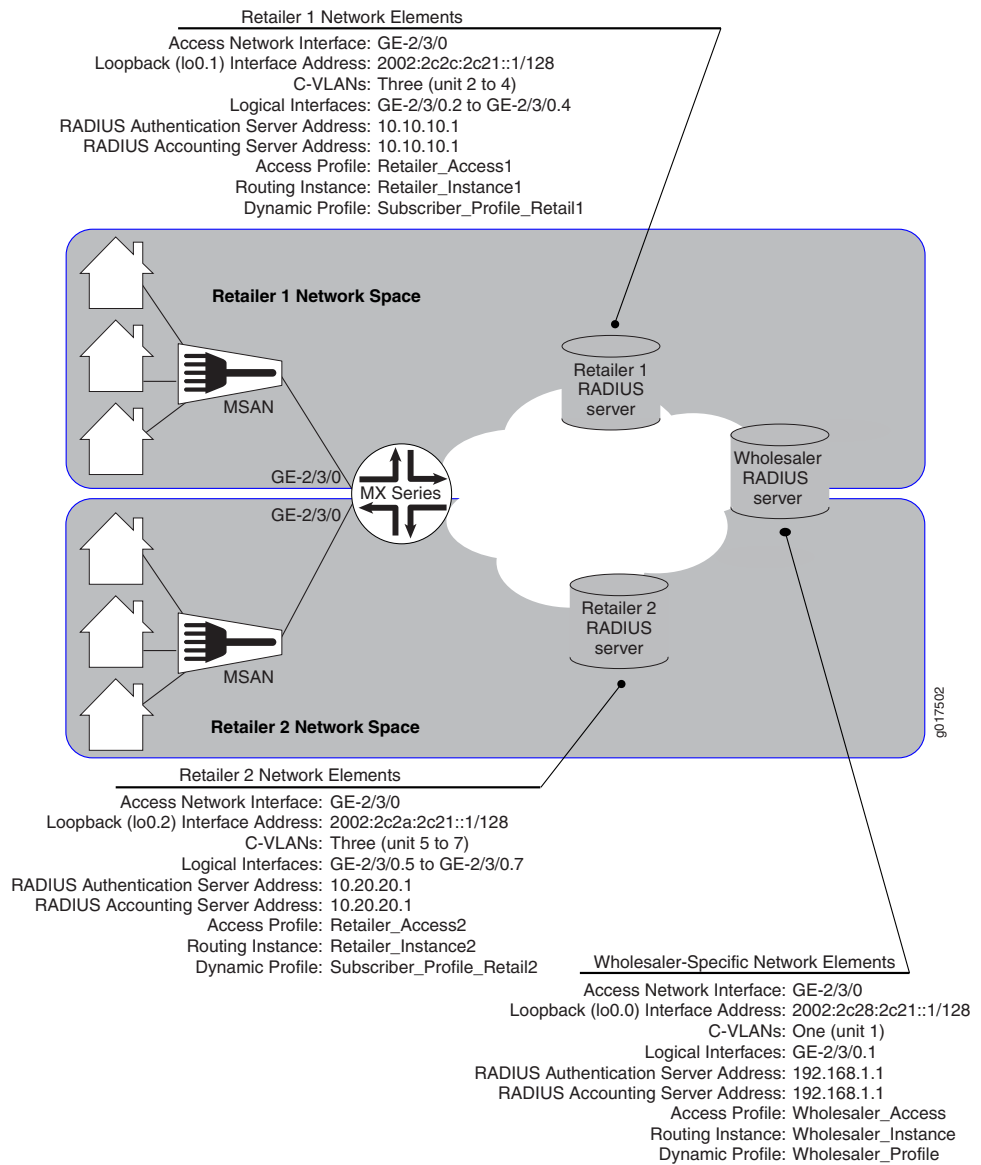 Retailer 1 Network Elements
Access Network Interface: GE-2/3/0
Loopback (lo0.1) Interface Address: 2002:2c2c:2c21::1/128
C-VLANs: Three (unit 2 to 4)
Logical Interfaces: GE-2/3/0.2 to GE-2/3/0.4
RADIUS Authentication Server Address: 10.10.10.1
RADIUS Accounting Server Address: 10.10.10.1
Access Profile: Retailer_Access1
Routing Instance: Retailer_Instance1
Dynamic Profile: Subscriber_Profile_Retail1
Retailer 1 Network Space
Retailer 1
RADIUS
server
MSAN
Wholesaler
RADIUS
server
GE-2/3/0
MX Series
GE-2/3/0
Retailer 2
RADIUS
server
MSAN
Retailer 2 Network Space
g017502
Retailer 2 Network Elements
Access Network Interface: GE-2/3/0
Loopback (lo0.2) Interface Address: 2002:2c2a:2c21::1/128
C-VLANs: Three (unit 5 to 7)
Logical Interfaces: GE-2/3/0.5 to GE-2/3/0.7
RADIUS Authentication Server Address: 10.20.20.1
RADIUS Accounting Server Address: 10.20.20.1
Access Profile: Retailer_Access2
Routing Instance: Retailer_Instance2
Dynamic Profile: Subscriber_Profile_Retail2
Wholesaler-Specific Network Elements
Access Network Interface: GE-2/3/0
Loopback (lo0.0) Interface Address: 2002:2c28:2c21::1/128
C-VLANs: One (unit 1)
Logical Interfaces: GE-2/3/0.1
RADIUS Authentication Server Address: 192.168.1.1
RADIUS Accounting Server Address: 192.168.1.1
Access Profile: Wholesaler_Access
Routing Instance: Wholesaler_Instance
Dynamic Profile: Wholesaler_Profile